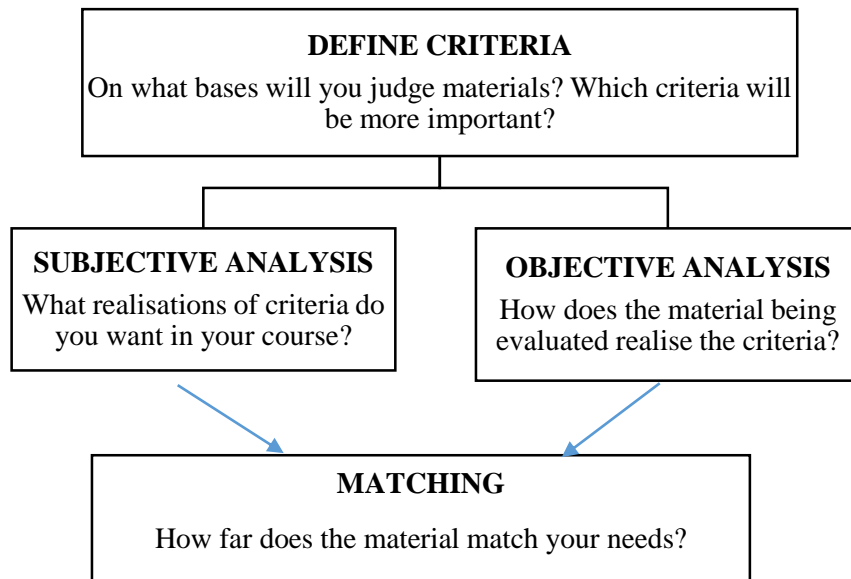 DEFINE CRITERIA
On what bases will you judge materials? Which criteria will
be more important?
SUBJECTIVE ANALYSIS
What realisations of criteria do
you want in your course?
OBJECTIVE ANALYSIS
How does the material being
evaluated realise the criteria?
MATCHING
How far does the material match your needs?